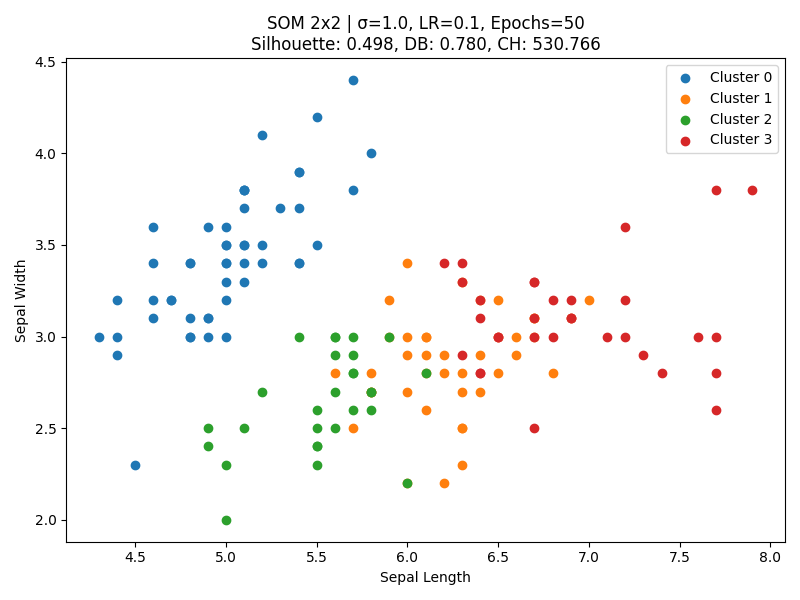 SOM 2x2 | σ=1.0, LR=0.1, Epochs=50
Silhouette: 0.498, DB: 0.780, CH: 530.766
Cluster 0
Cluster 1
Cluster 2
Cluster 3
Sepal Width
4.5
4.0
3.5
3.0
2.5
2.0
4.5 5.0 5.5 6.0 6.5 7.0 7.5 8.0
Sepal Length